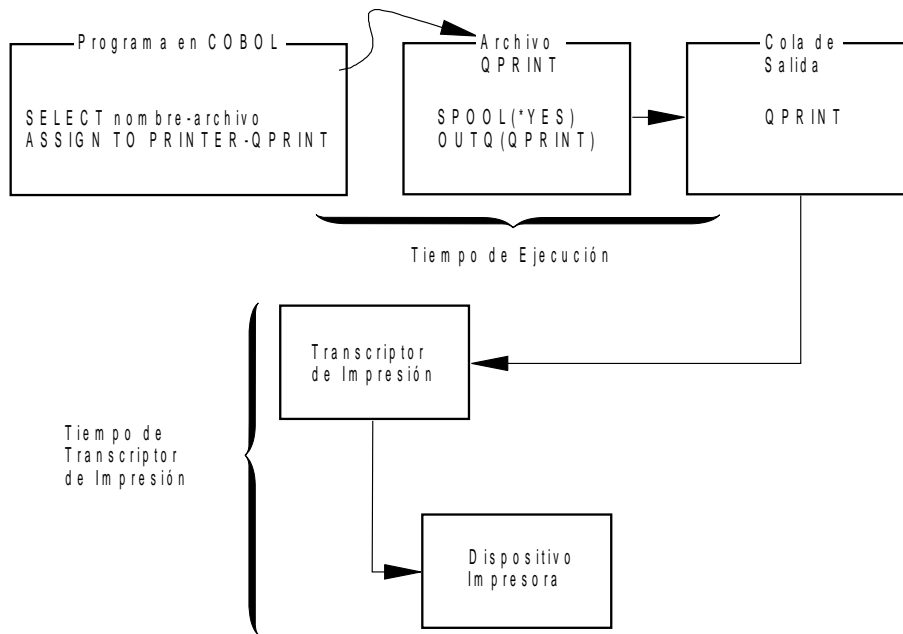 Programa en COBOL
SELECT nombre-archivo
ASSIGN TO PRINTER-QPRINT
Archivo
QPRINT
SPOOL(*YES)
OUTQ(QPRINT)
Cola de
Salida
QPRINT
Tiempo de Ejecución
Transcriptor
de Impresión
Tiempo de
Transcriptor
de Impresión
Dispositivo
Impresora